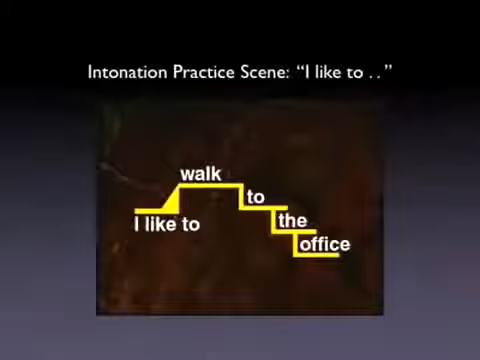 Intonation Practice Scene: “I like to . . ”
walk
I like to
to
the
office